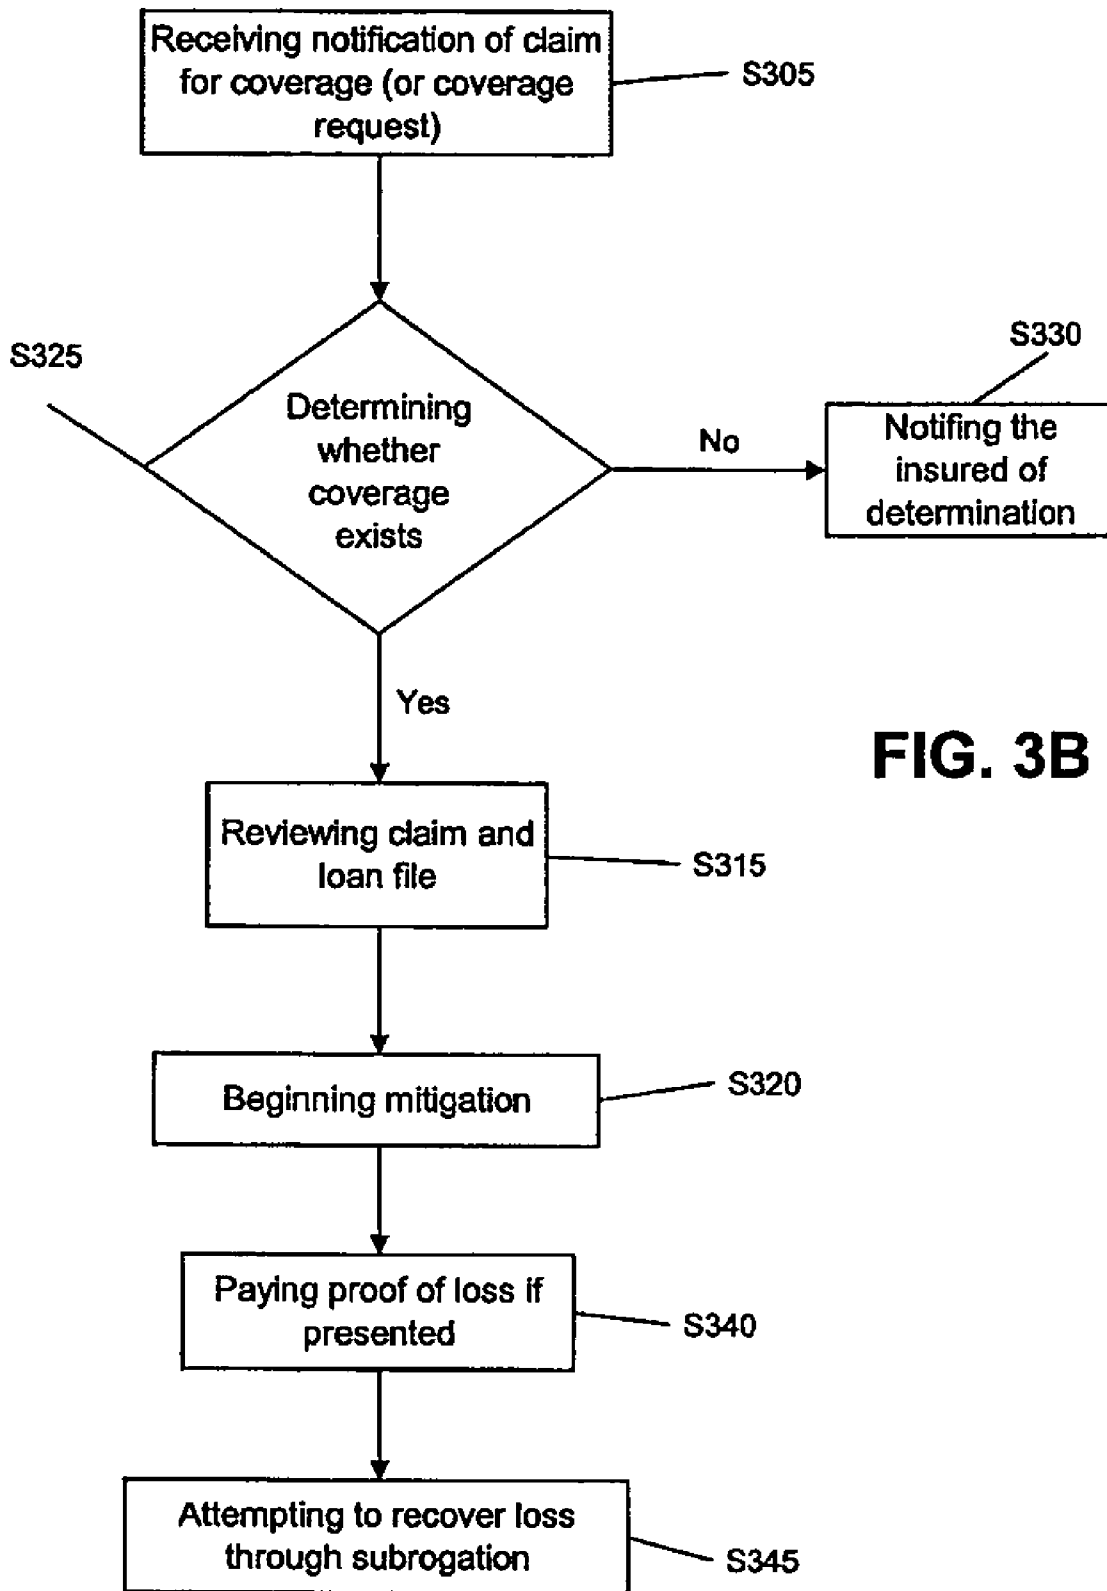 Receiving notification of claim
for coverage (or coverage
request)
S305
S325
Determining
whether
coverage
exists
No
S330
Notifing the
insured of
determination
Yes
FIG. 3B
Reviewing claim and
loan file
S315
Beginning mitigation
S320
Paying proof of loss if
presented
S340
Attempting to recover loss
through subrogation
S345